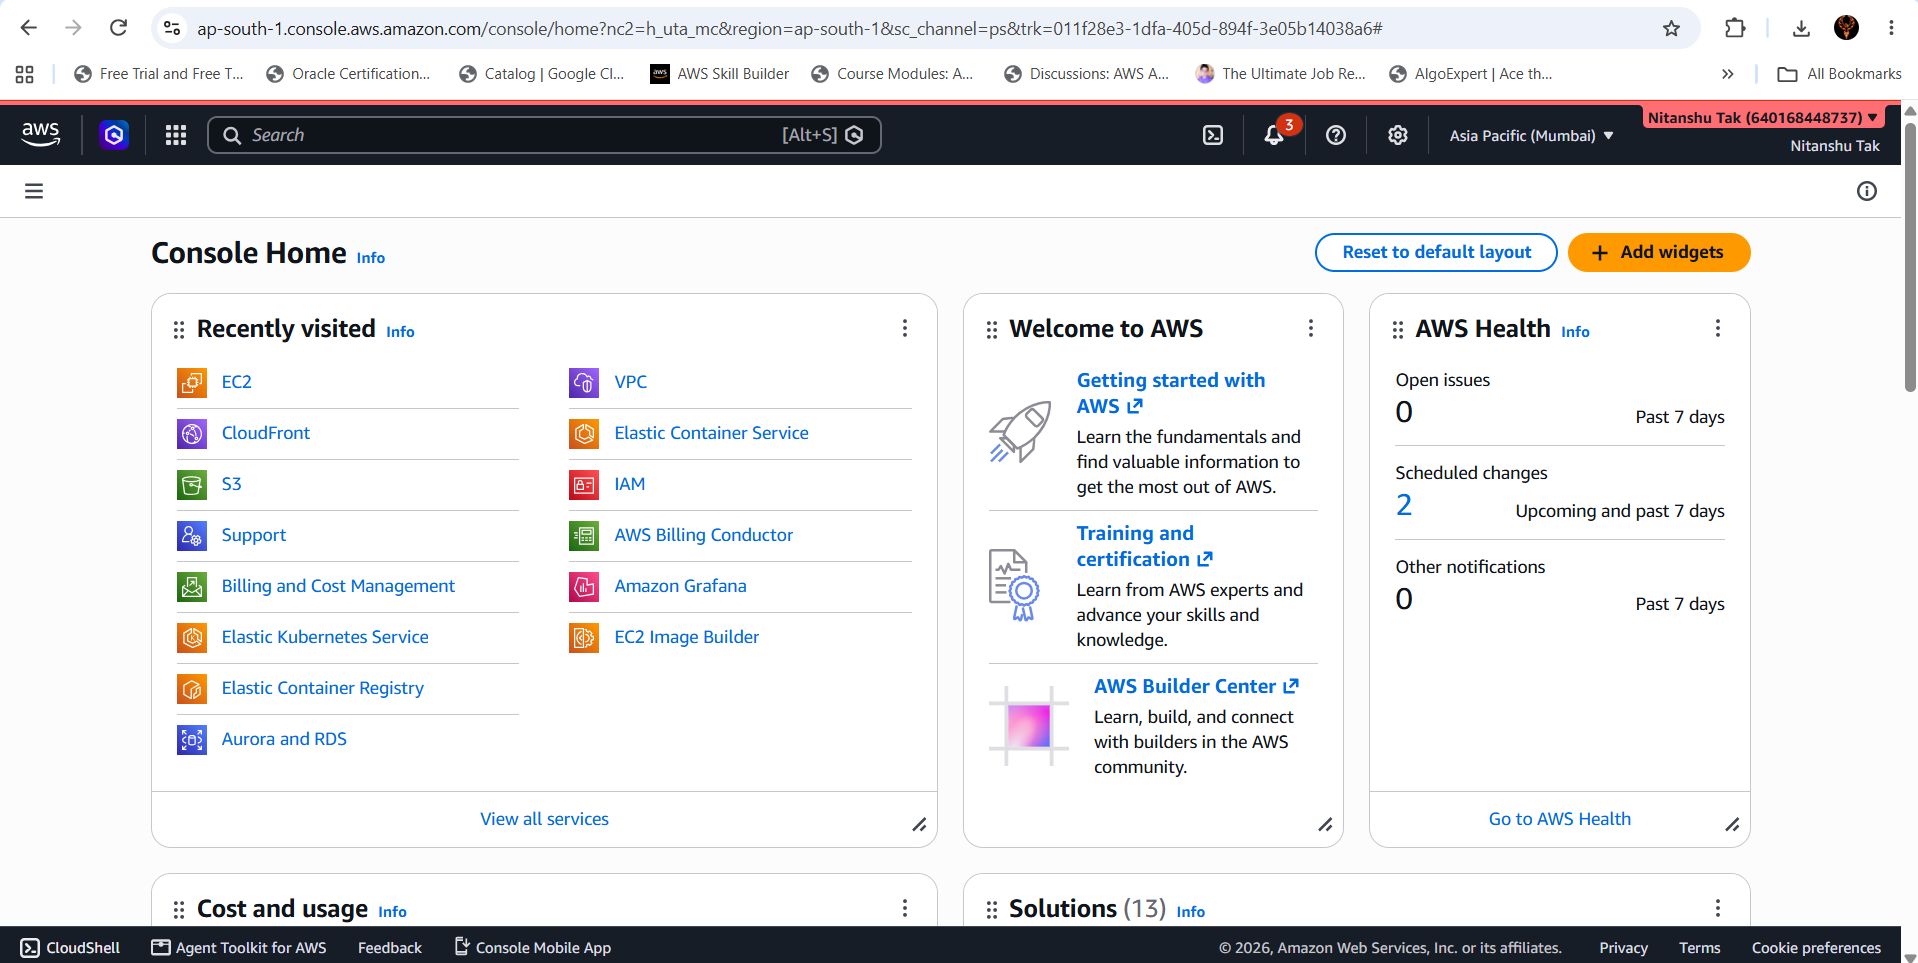 ap-south-1.console.aws.amazon.com/console/home?nc2=h_uta_mc&region=ap-south-1&sc_channel=ps&trk=011f28e3-1dfa-405d-894f-3e05b14038a6#
Free Trial and Free T... Oracle Certification... Catalog | Google Cl... aws AWS Skill Builder Course Modules: A... Discussions: AWS A... The Ultimate Job Re... AlgoExpert | Ace th... » All Bookmarks
aws Search [Alt+S] 3 Asia Pacific (Mumbai) Nitanshu Tak (640168448737)
Nitanshu Tak
Console Home Info
Reset to default layout
+ Add widgets
Recently visited Info
EC2
CloudFront
S3
Support
Billing and Cost Management
Elastic Kubernetes Service
Elastic Container Registry
Aurora and RDS
VPC
Elastic Container Service
IAM
AWS Billing Conductor
Amazon Grafana
EC2 Image Builder
View all services
Welcome to AWS
Getting started with
AWS
Learn the fundamentals and
find valuable information to
get the most out of AWS.
Training and
certification
Learn from AWS experts and
advance your skills and
knowledge.
AWS Builder Center
Learn, build, and connect
with builders in the AWS
community.
AWS Health Info
Open issues
0 Past 7 days
Scheduled changes
2 Upcoming and past 7 days
Other notifications
0 Past 7 days
Go to AWS Health
Cost and usage Info
Solutions (13) Info
CloudShell Agent Toolkit for AWS Feedback Console Mobile App © 2026, Amazon Web Services, Inc. or its affiliates. Privacy Terms Cookie preferences